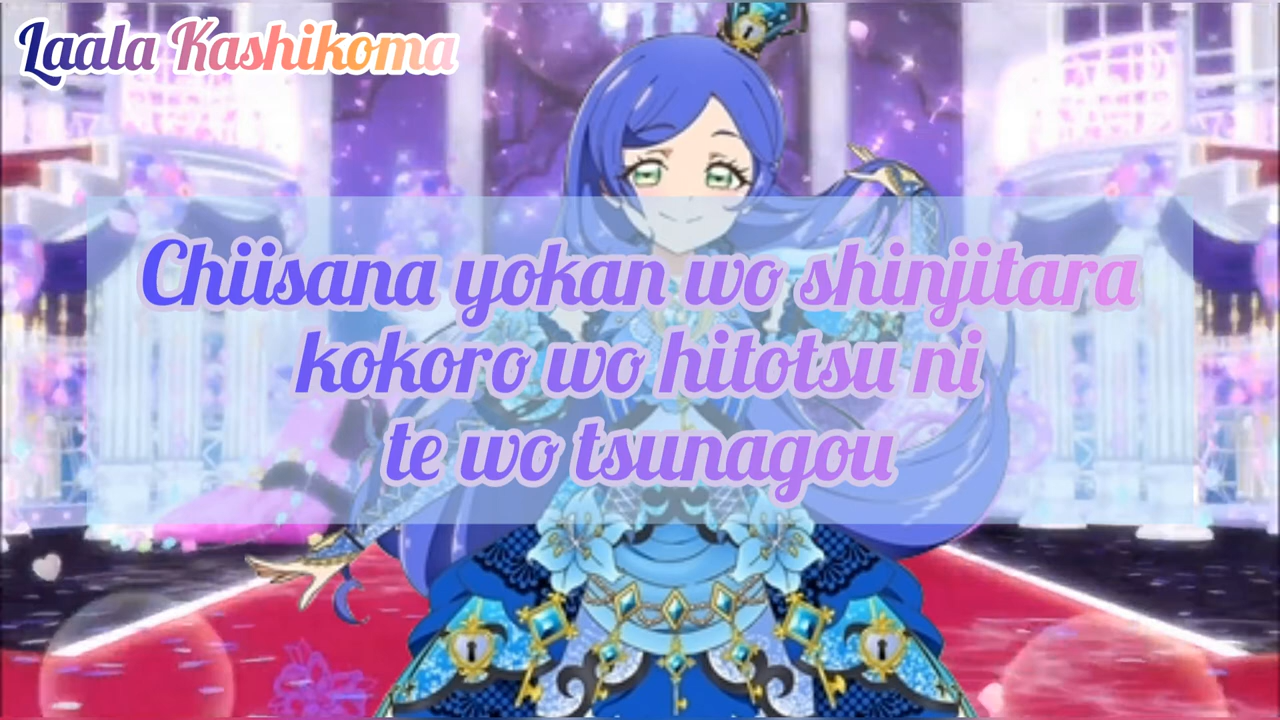 Laala Kashikoma
Chiisana yokan wo shinjitara
kokoro wo hitotsu ni
te wo tsunagou